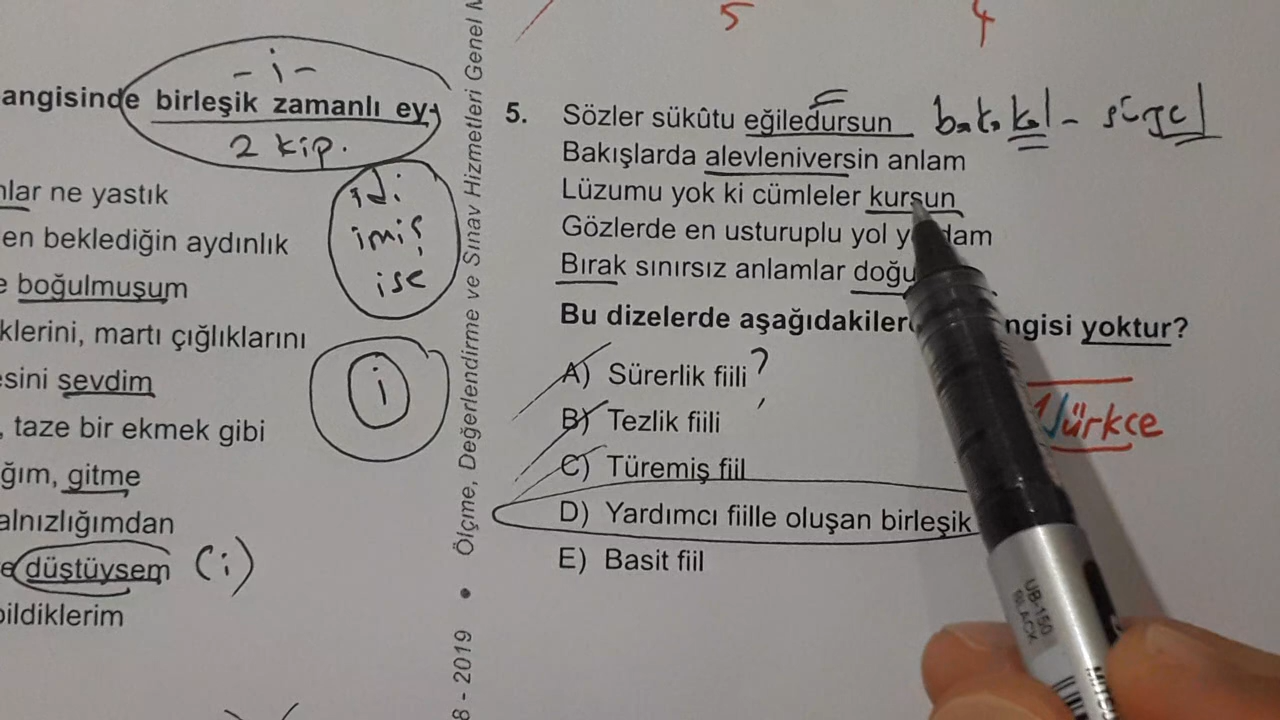 5
4
-i-
angisinde birleşik zamanlı ey
2 kip.
idi
imiş
ise
i
nlar ne yastık
en beklediğin aydınlık
e boğulmuşum
klerini, martı çığlıklarını
esini sevdim
, taze bir ekmek gibi
ğım, gitme
alnızlığımdan
e düştüysem (i)
bildiklerim
8 - 2019 • Ölçme, Değerlendirme ve Sınav Hizmetleri Genel M
5. Sözler sükûtu eğiledursun
Bakışlarda alevleniversin anlam
Lüzumu yok ki cümleler kursun
Gözlerde en usturuplu yol
Bırak sınırsız anlamlar doğu
Bu dizelerde aşağıdakiler ngisi yoktur?
A) Sürerlik fiili ?
B) Tezlik fiili
C) Türemiş fiil
D) Yardımcı fiille oluşan birleşik
E) Basit fiil
Türkce
UB-150
BLACK